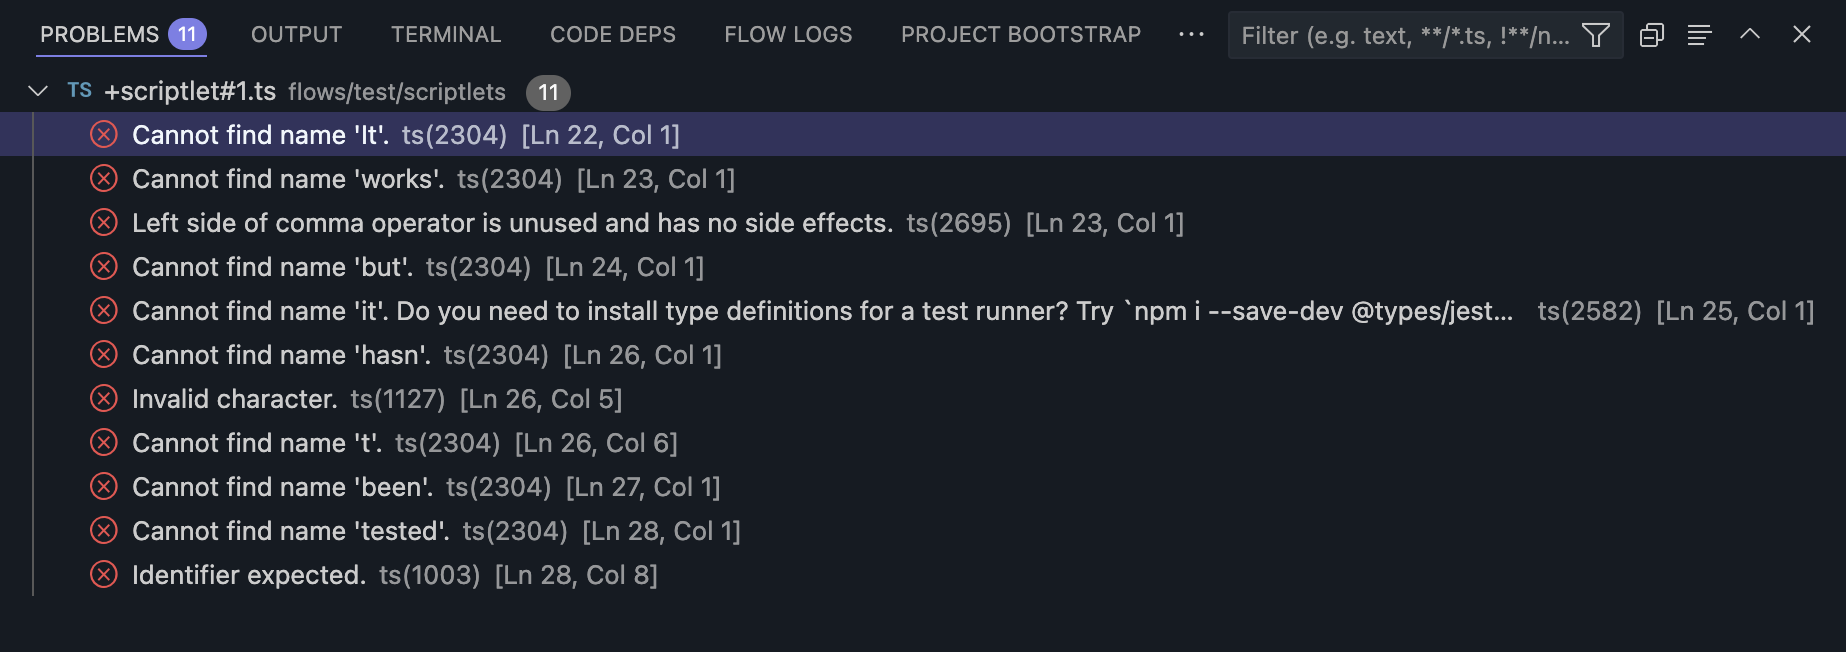 PROBLEMS 11 OUTPUT TERMINAL CODE DEPS FLOW LOGS PROJECT BOOTSTRAP ··· Filter (e.g. text, **/*.ts, !**/n...
TS +scriptlet#1.ts flows/test/scriptlets 11
Cannot find name 'It'. ts(2304) [Ln 22, Col 1]
Cannot find name 'works'. ts(2304) [Ln 23, Col 1]
Left side of comma operator is unused and has no side effects. ts(2695) [Ln 23, Col 1]
Cannot find name 'but'. ts(2304) [Ln 24, Col 1]
Cannot find name 'it'. Do you need to install type definitions for a test runner? Try `npm i --save-dev @types/jest... ts(2582) [Ln 25, Col 1]
Cannot find name 'hasn'. ts(2304) [Ln 26, Col 1]
Invalid character. ts(1127) [Ln 26, Col 5]
Cannot find name 't'. ts(2304) [Ln 26, Col 6]
Cannot find name 'been'. ts(2304) [Ln 27, Col 1]
Cannot find name 'tested'. ts(2304) [Ln 28, Col 1]
Identifier expected. ts(1003) [Ln 28, Col 8]